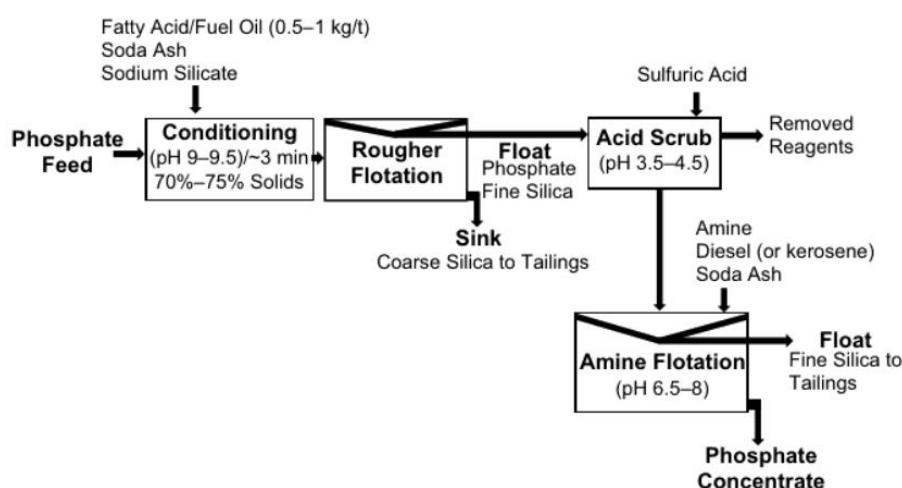 Fatty Acid/Fuel Oil (0.5–1 kg/t)
Soda Ash
Sodium Silicate
Phosphate
Feed
Conditioning
(pH 9–9.5)/~3 min
70%–75% Solids
Rougher
Flotation
Float
Phosphate
Fine Silica
Sink
Coarse Silica to Tailings
Sulfuric Acid
Acid Scrub
(pH 3.5–4.5)
Removed
Reagents
Amine
Diesel (or kerosene)
Soda Ash
Amine Flotation
(pH 6.5–8)
Float
Fine Silica to
Tailings
Phosphate
Concentrate